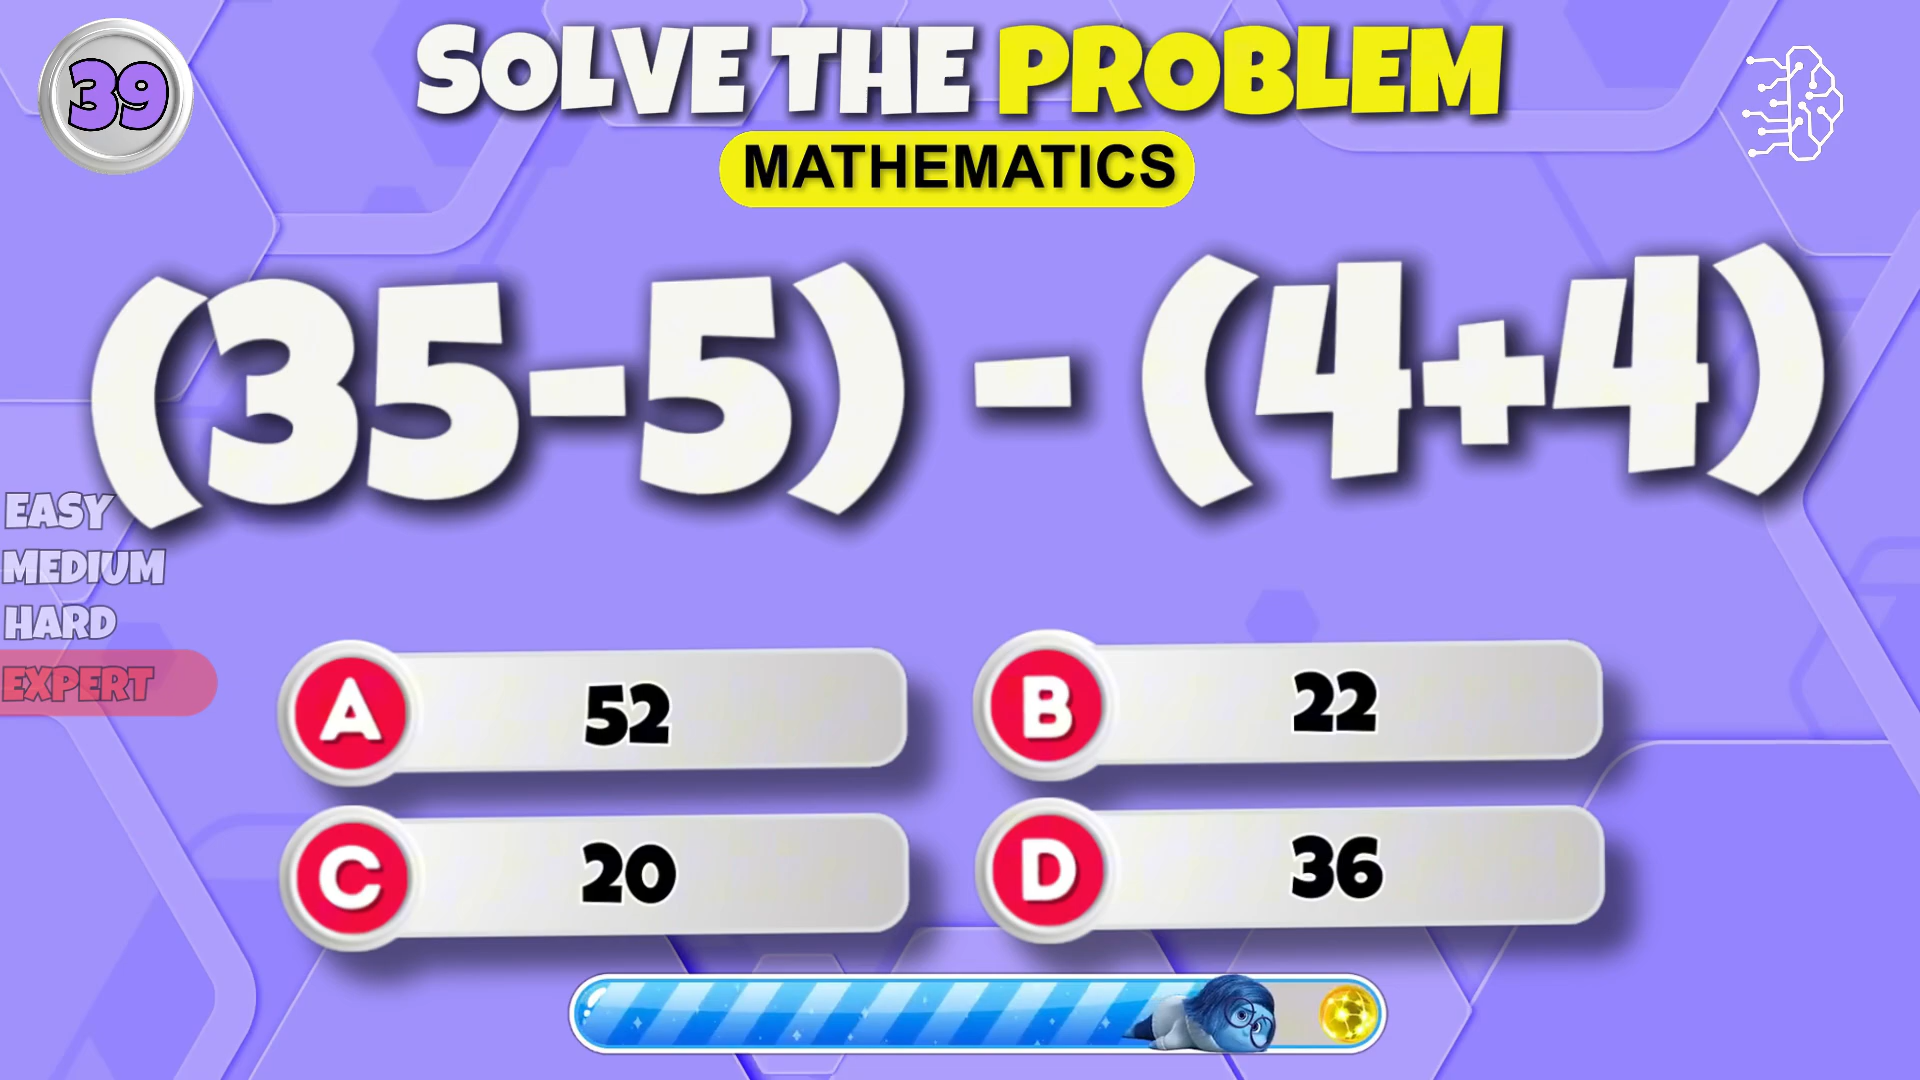 39
SOLVE THE PROBLEM
MATHEMATICS
(35-5) - (4+4)
EASY
MEDIUM
HARD
EXPERT
A 52
B 22
C 20
D 36